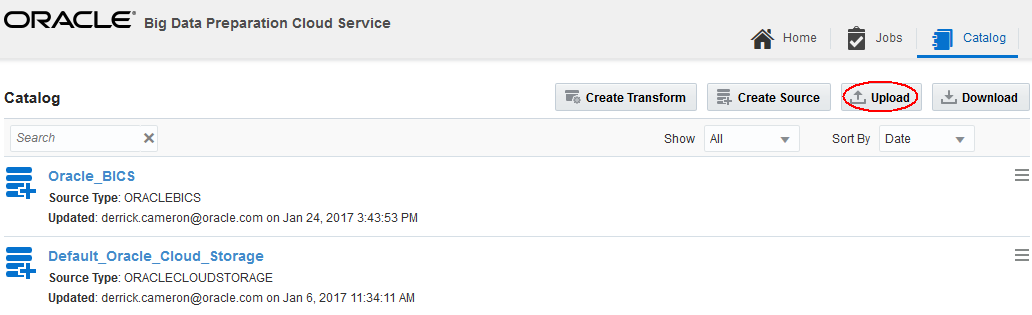 ORACLE® Big Data Preparation Cloud Service
Home Jobs Catalog
Catalog Create Transform Create Source Upload Download
Search Show All Sort By Date
Oracle_BICS
Source Type: ORACLEBICS
Updated: derrick.cameron@oracle.com on Jan 24, 2017 3:43:53 PM
Default_Oracle_Cloud_Storage
Source Type: ORACLECLOUDSTORAGE
Updated: derrick.cameron@oracle.com on Jan 6, 2017 11:34:11 AM